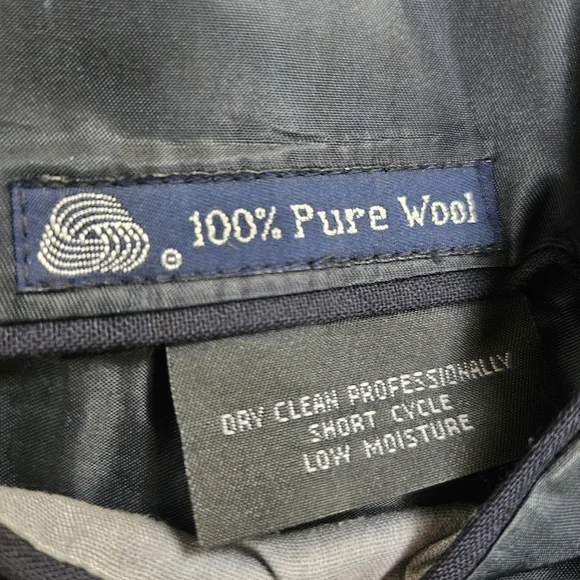 100% Pure Wool
DRY CLEAN PROFESSIONALLY
SHORT CYCLE
LOW MOISTURE